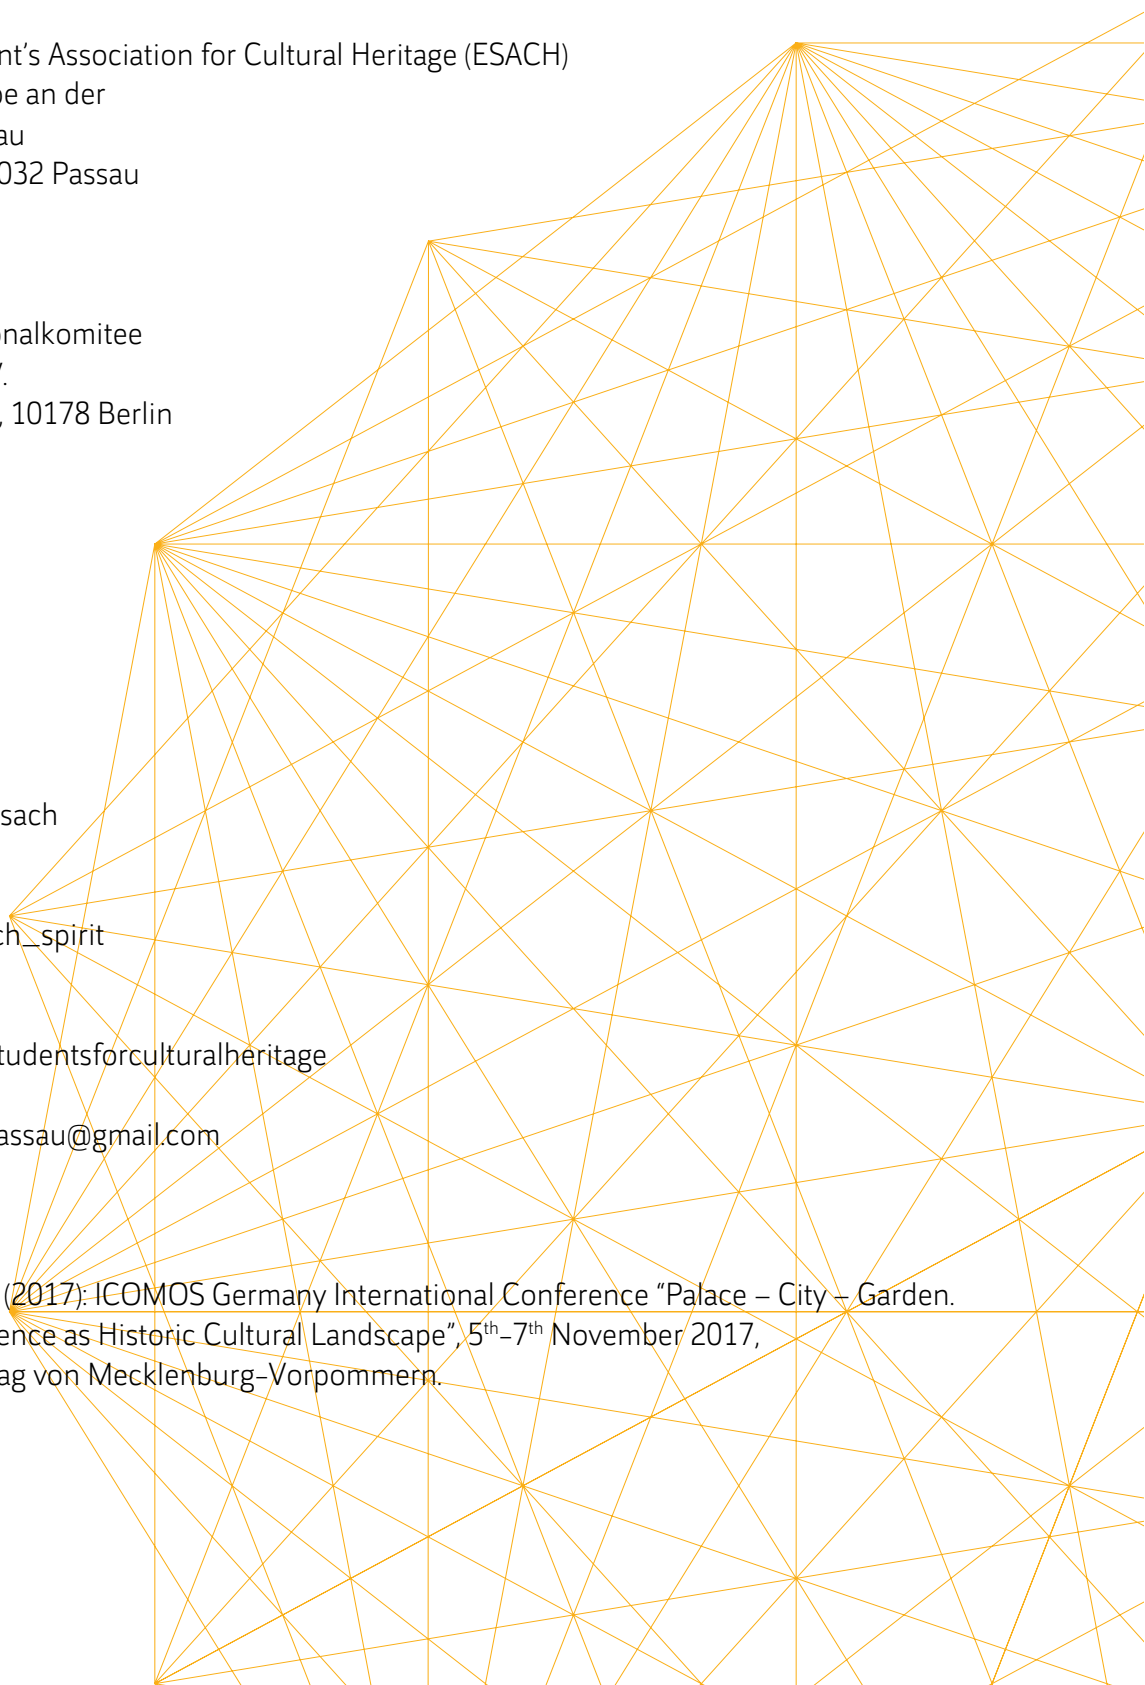 nt's Association for Cultural Heritage (ESACH)
pe an der
au
032 Passau
onalkomitee
V.
, 10178 Berlin
sach
ch_spirit
tudentsforculturalheritage
assau@gmail.com
(2017): ICOMOS Germany International Conference “Palace – City – Garden.
ence as Historic Cultural Landscape”, 5th–7th November 2017,
ag von Mecklenburg-Vorpommern.